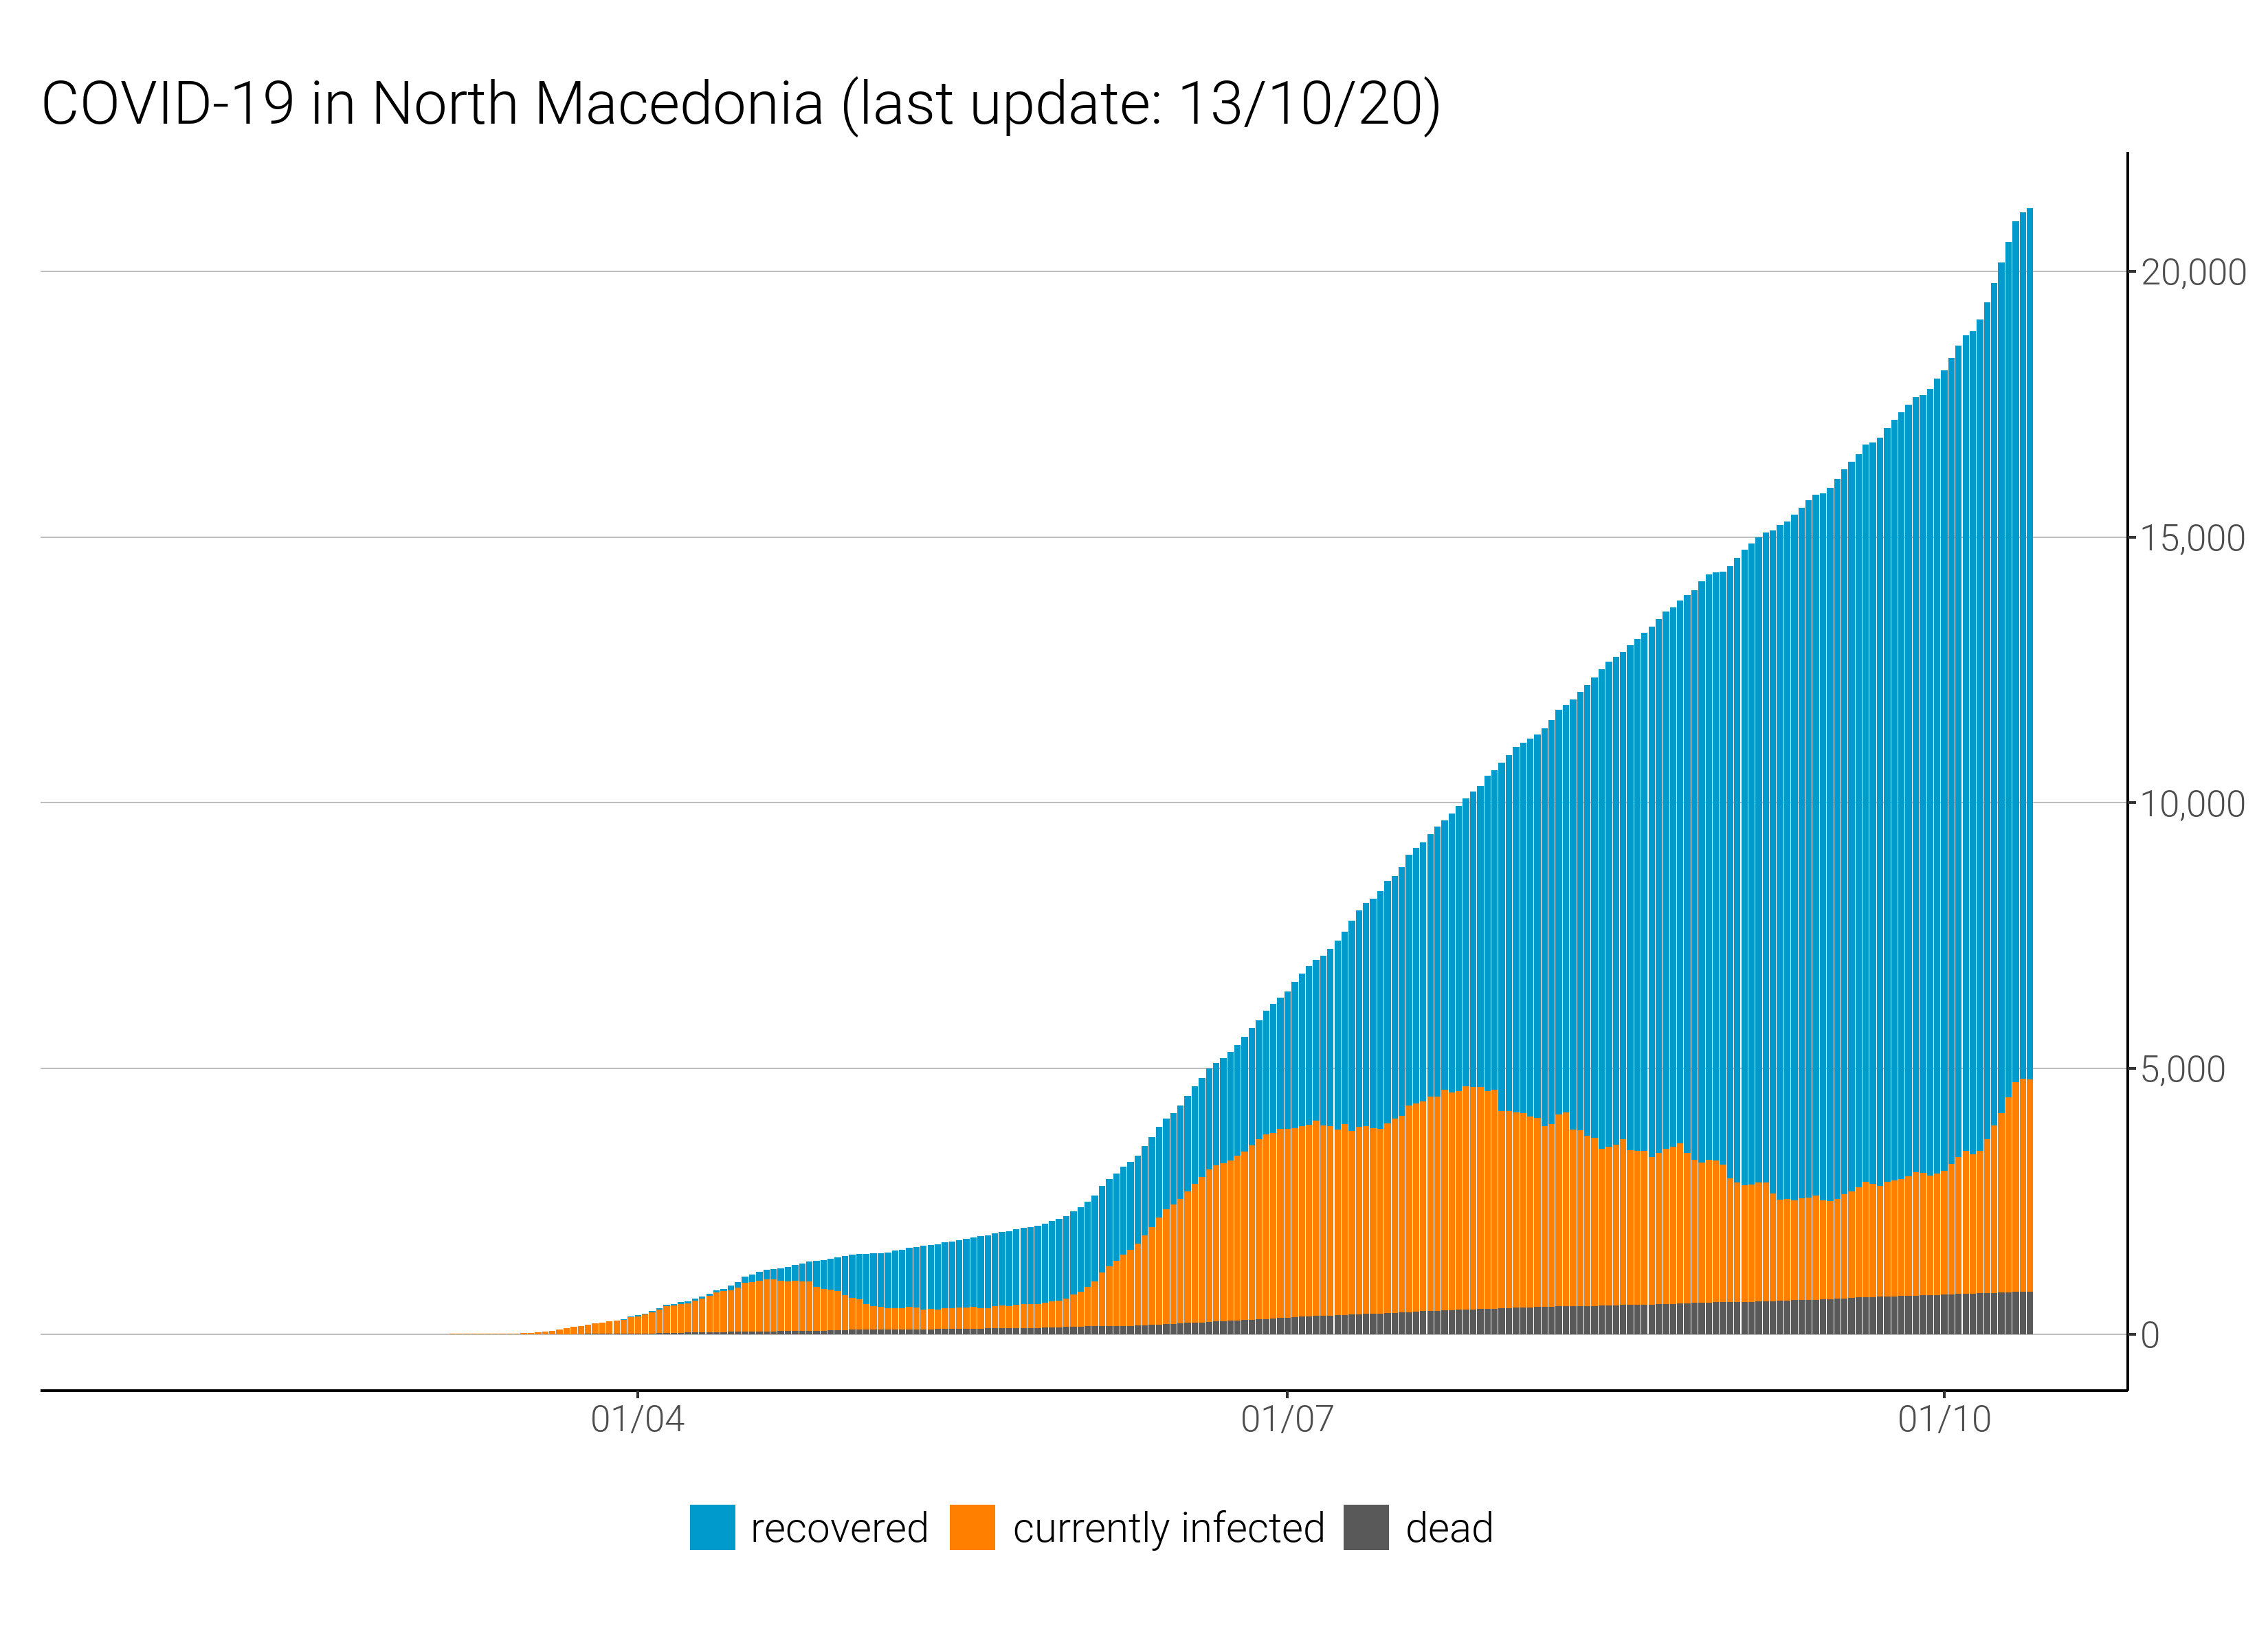 COVID-19 in North Macedonia (last update: 13/10/20)
20,000
15,000
10,000
5,000
0
01/04 01/07 01/10
recovered currently infected dead